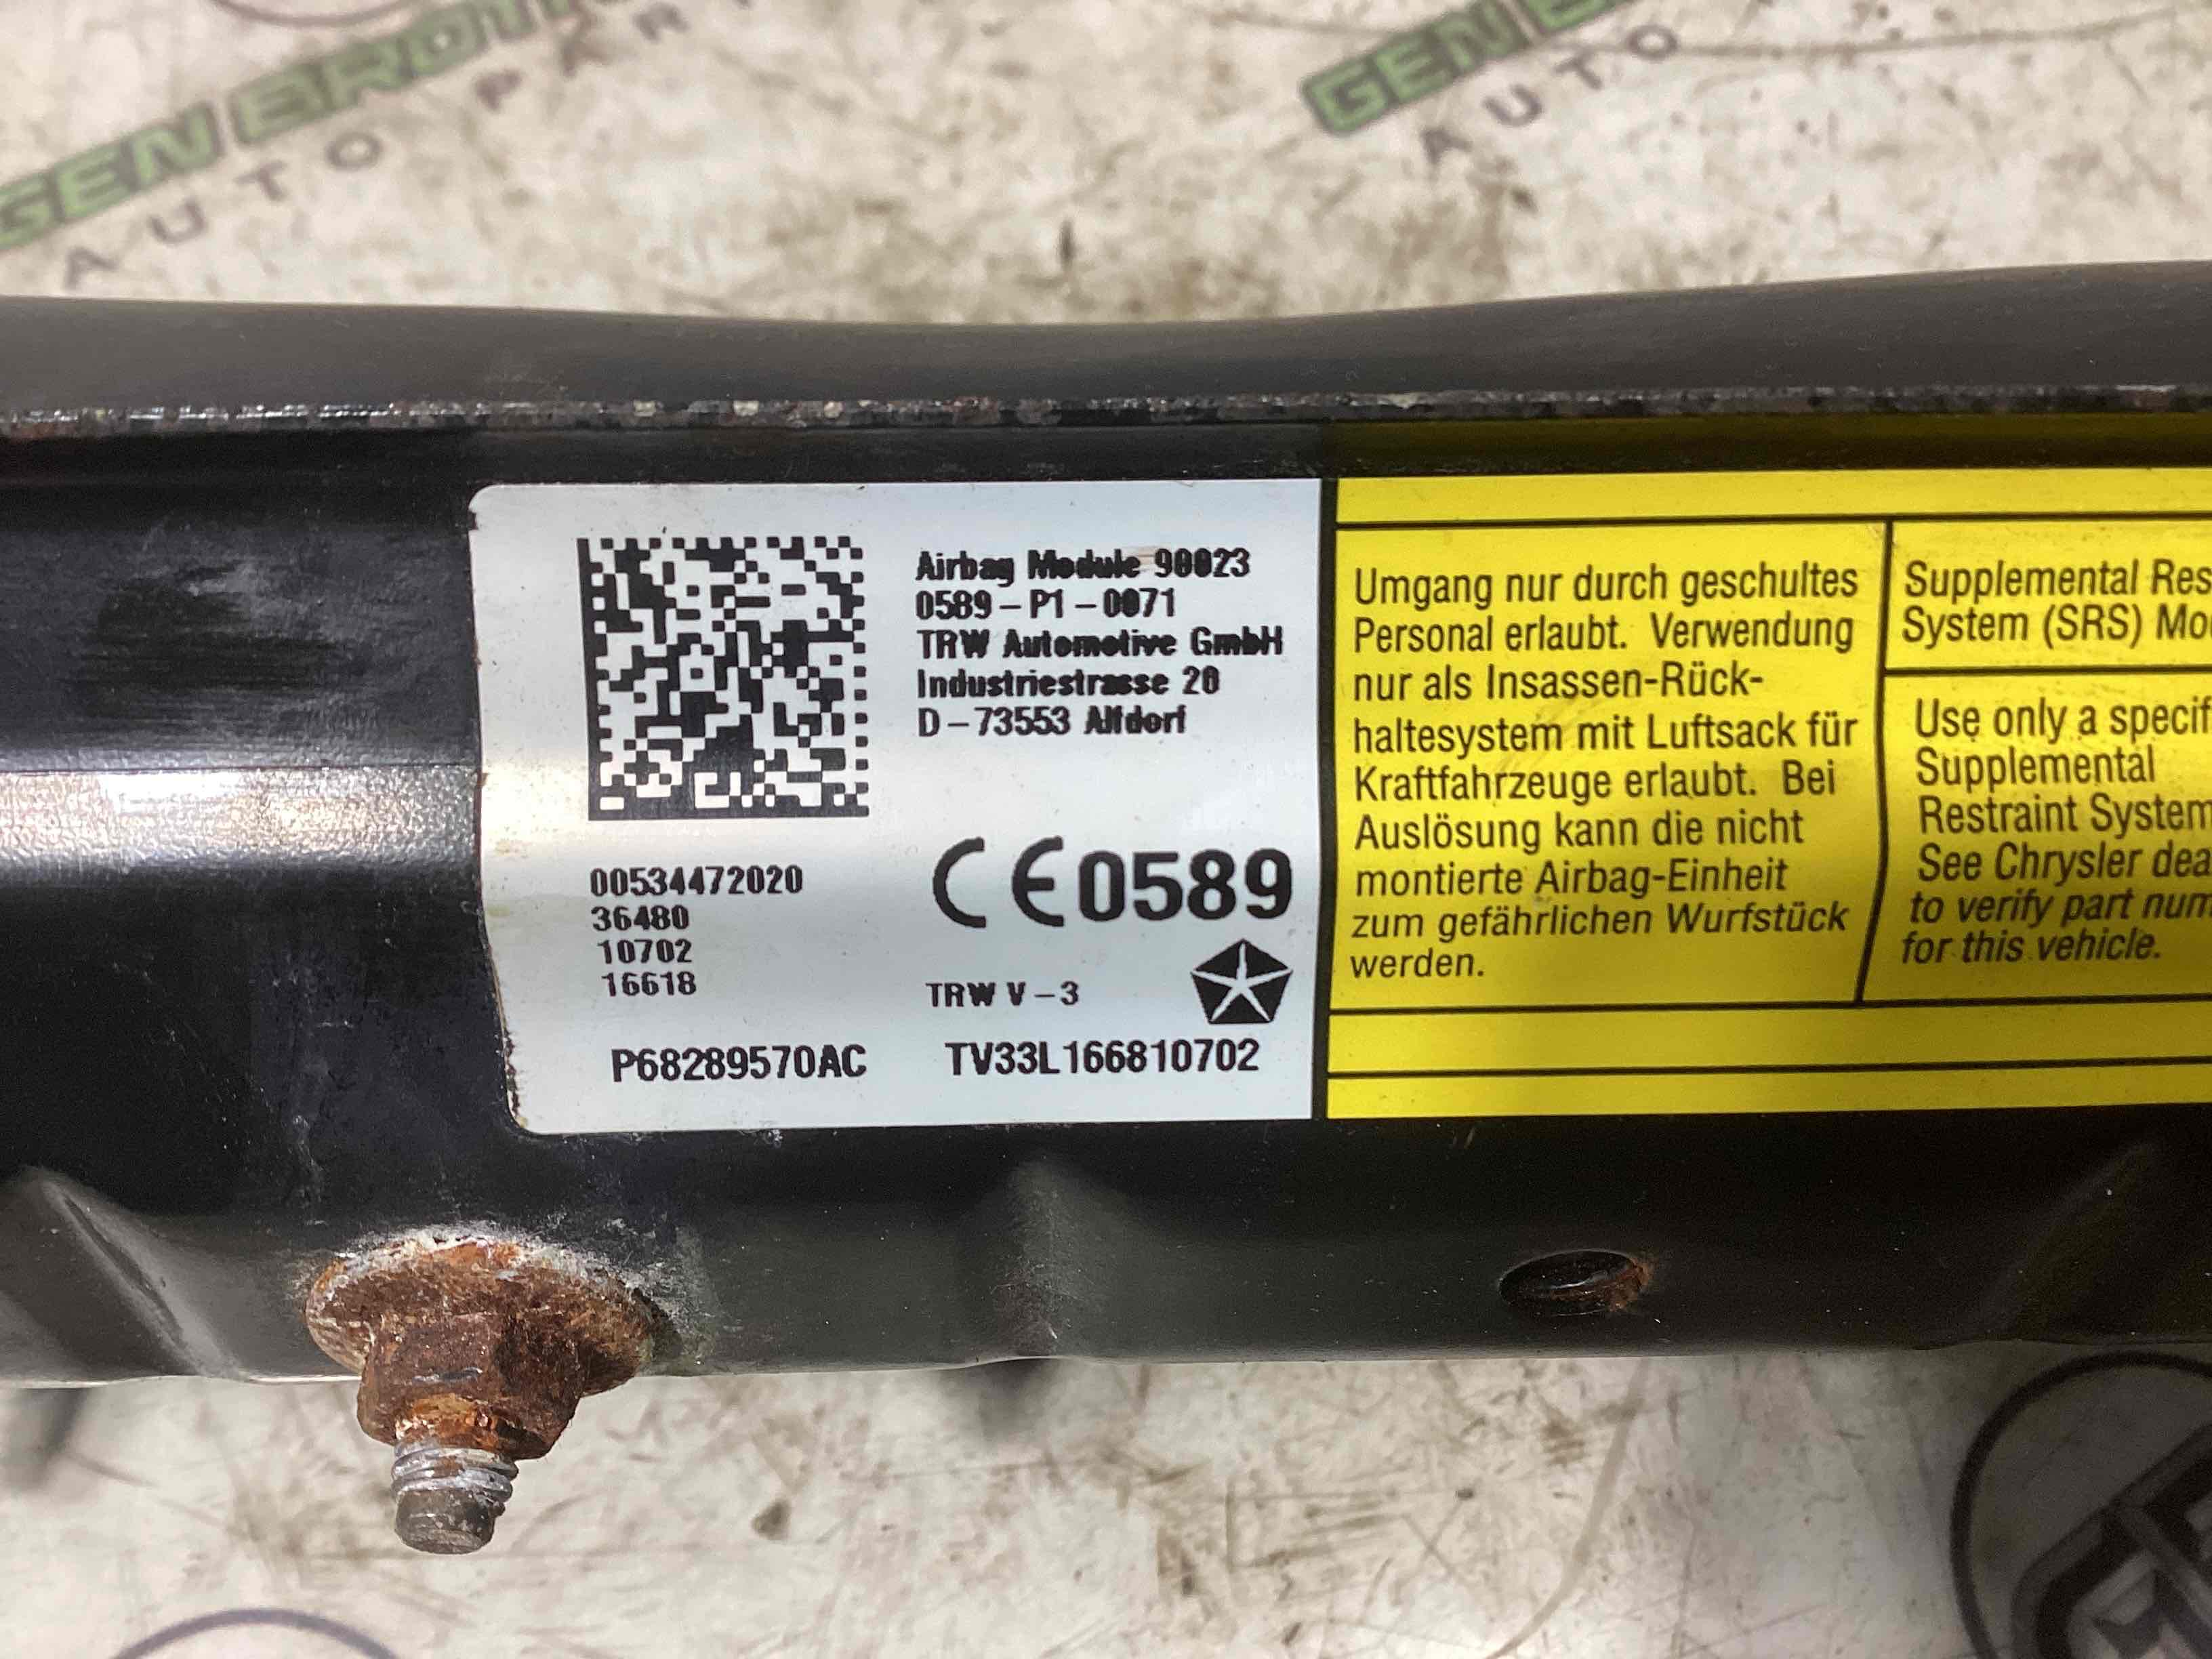 GENEROTH
AUTO PAR
GENE
AUTO
Airbag Module 90023
0589-P1-0071
TRW Automotive GmbH
Industriestrasse 20
D-73553 Alfdorf
00534472020
36480
10702
16618
CE0589
TRW V-3
P68289570AC
TV33L166810702
Umgang nur durch geschultes
Personal erlaubt. Verwendung
nur als Insassen-Rück-
haltesystem mit Luftsack für
Kraftfahrzeuge erlaubt. Bei
Auslösung kann die nicht
montierte Airbag-Einheit
zum gefährlichen Wurfstück
werden.
Supplemental Res
System (SRS) Mo
Use only a specif
Supplemental
Restraint System
See Chrysler dea
to verify part num
for this vehicle.